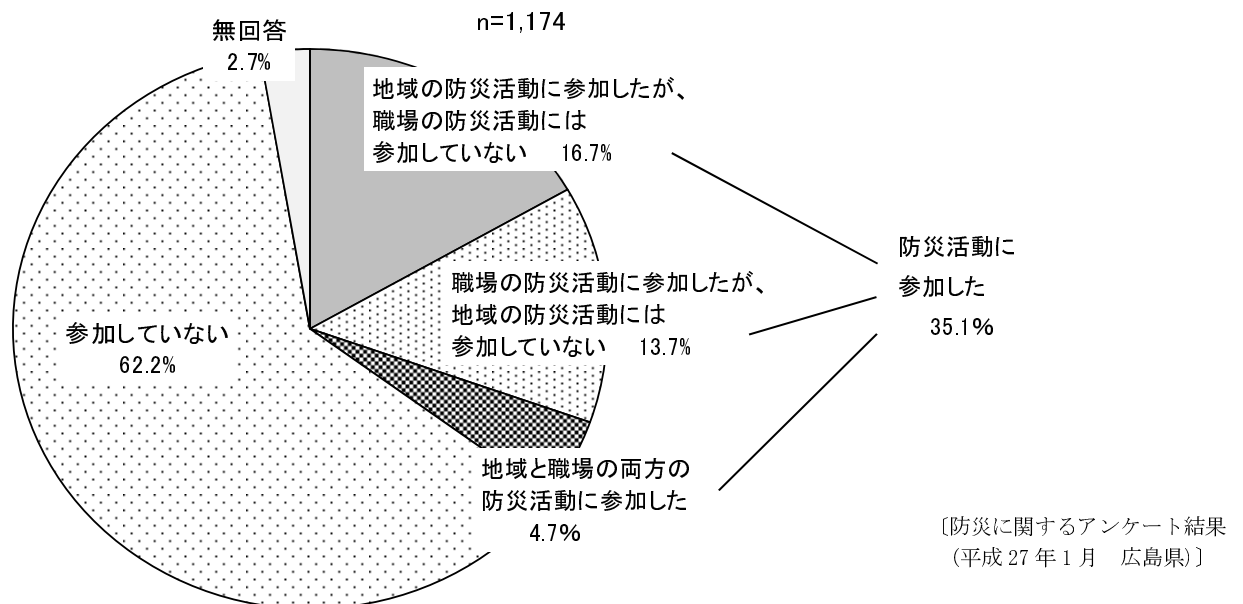 n=1,174
無回答
2.7%
地域の防災活動に参加したが、
職場の防災活動には
参加していない 16.7%
職場の防災活動に参加したが、
地域の防災活動には
参加していない 13.7%
地域と職場の両方の
防災活動に参加した
4.7%
参加していない
62.2%
防災活動に
参加した
35.1%
〔防災に関するアンケート結果
(平成27年1月 広島県)〕